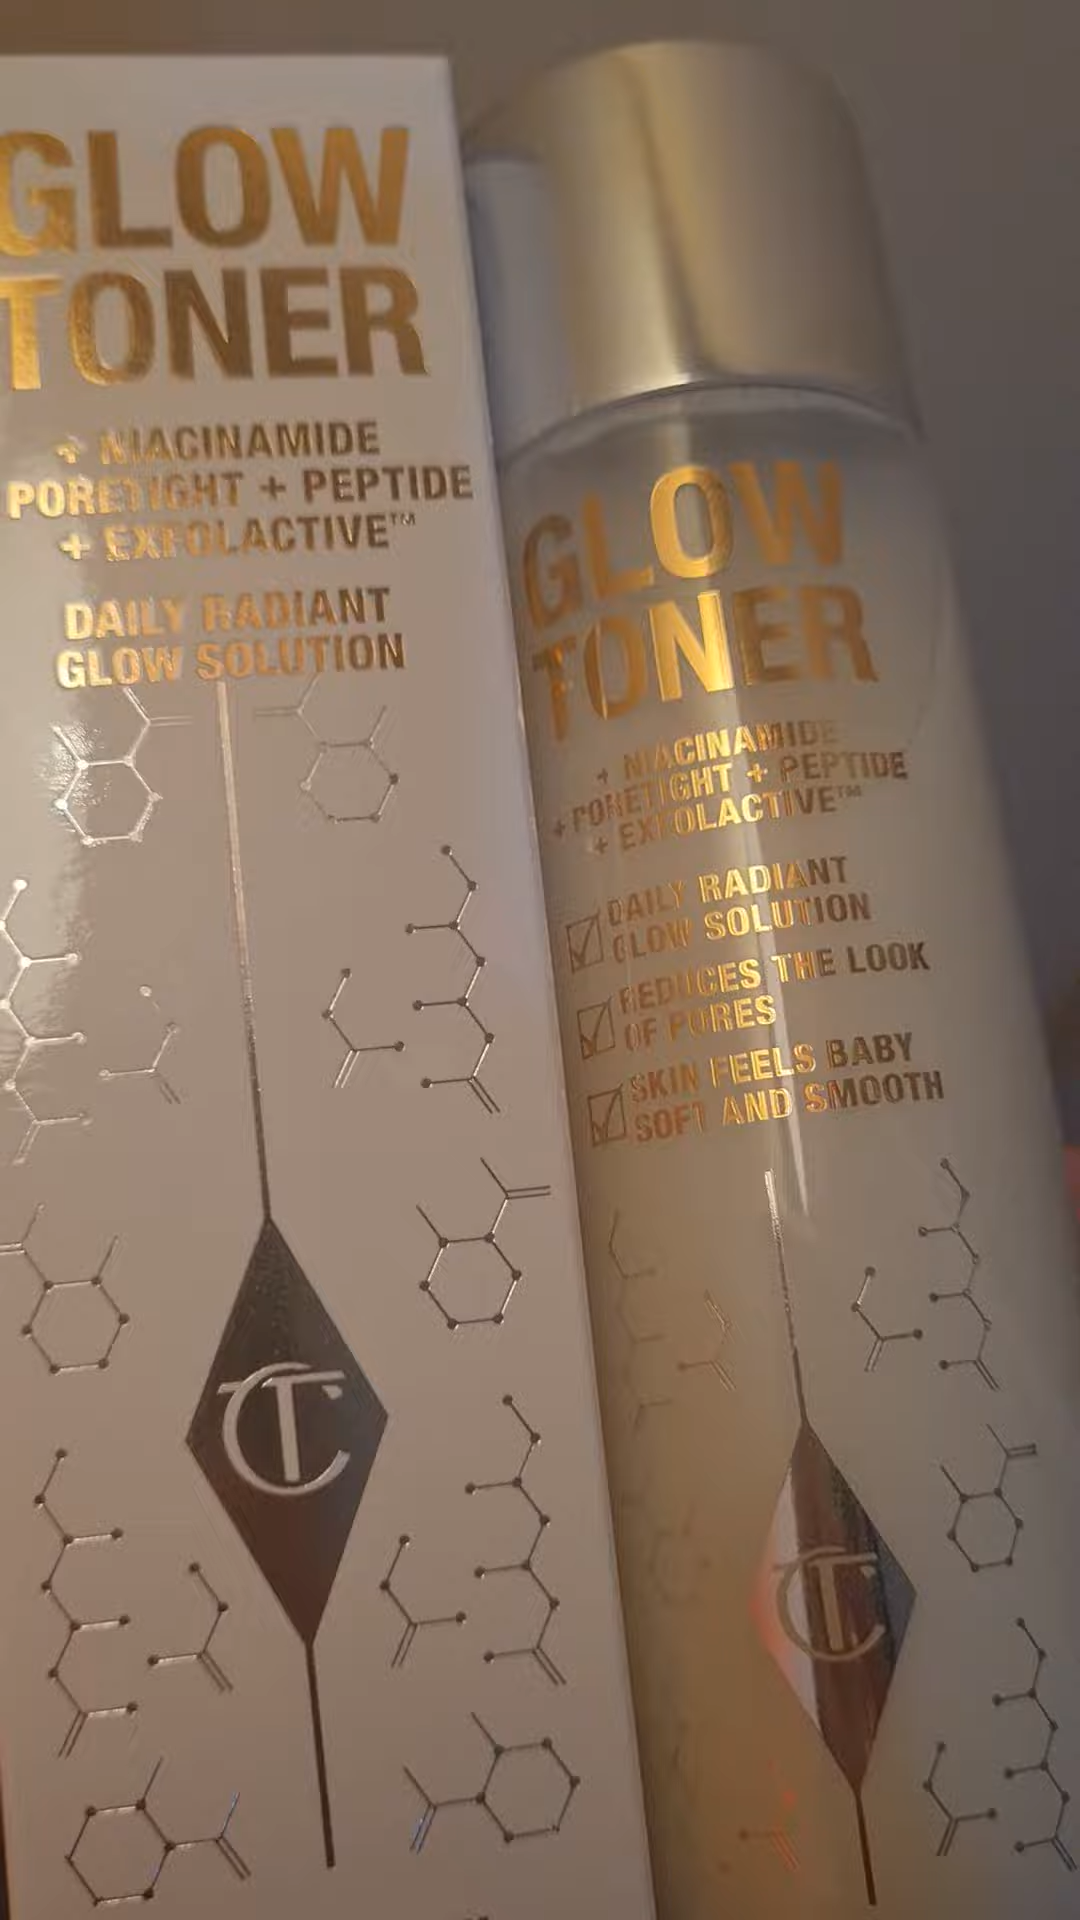 GLOW
TONER
+ NIACINAMIDE
PORETIGHT + PEPTIDE
+ EXFOLACTIVE™
DAILY RADIANT
GLOW SOLUTION
CT
GLOW
TONER
+ NIACINAMIDE
+ PORETIGHT + PEPTIDE
+ EXFOLACTIVE™
DAILY RADIANT
GLOW SOLUTION
REDUCES THE LOOK
OF PORES
SKIN FEELS BABY
SOFT AND SMOOTH
CT